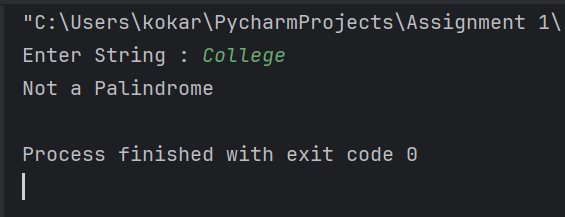 "C:\Users\kokar\PycharmProjects\Assignment 1\
Enter String : College
Not a Palindrome
Process finished with exit code 0